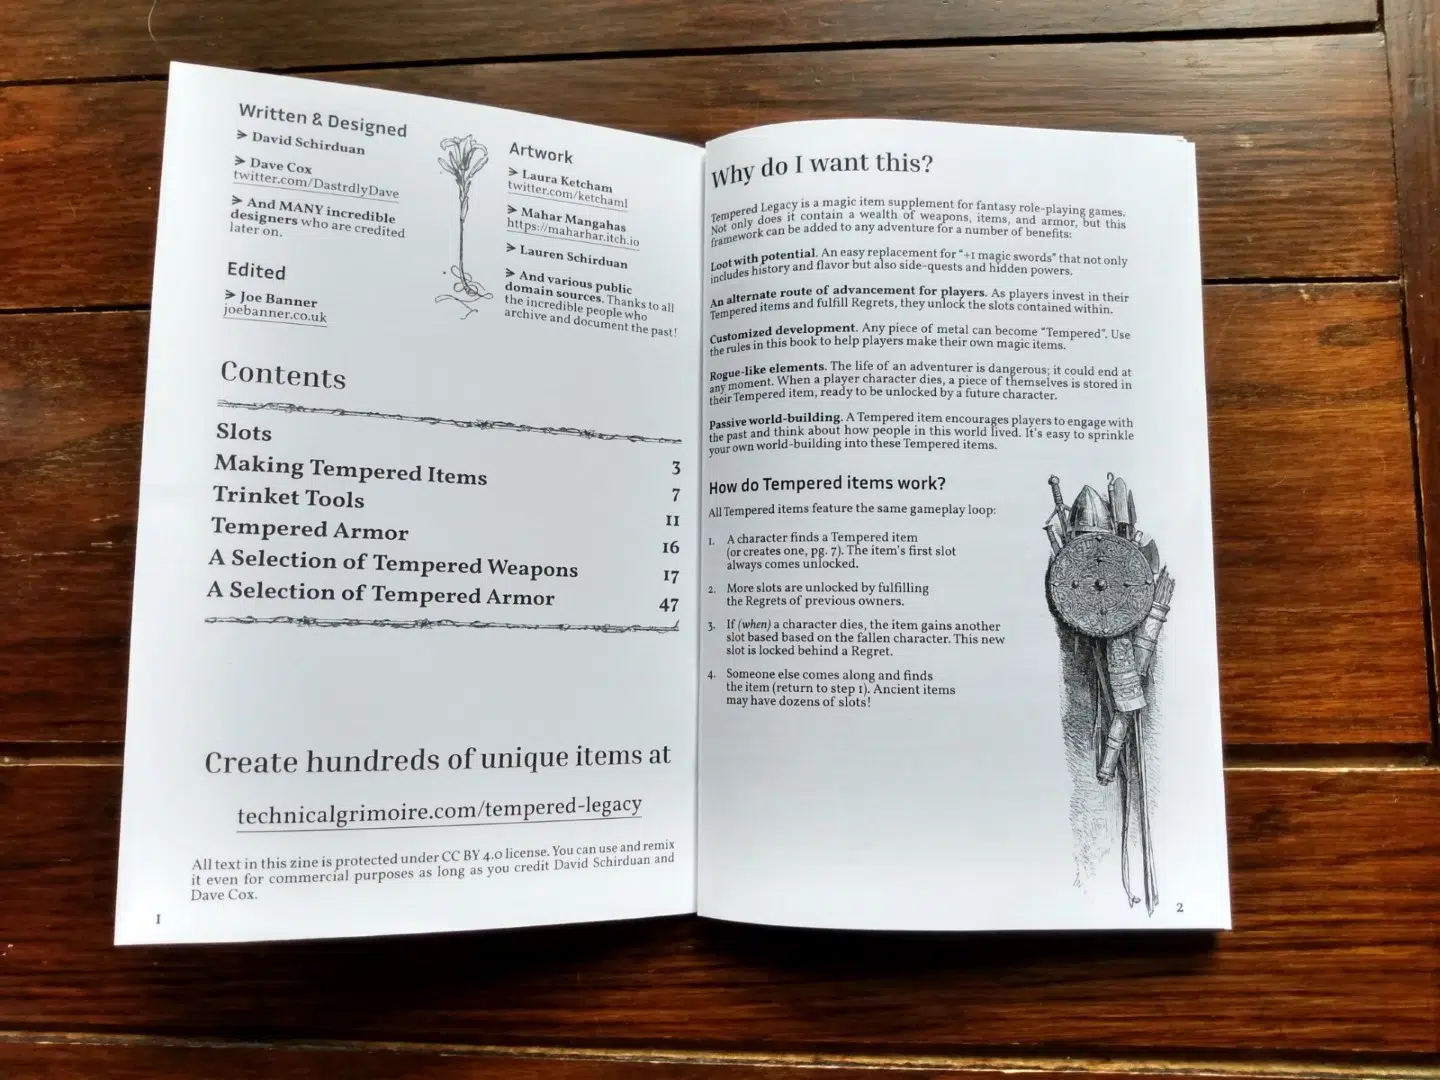 Written & Designed
⪢ David Schirduan
⪢ Dave Cox
twitter.com/DastrdlyDave
⪢ And MANY incredible
designers who are credited
later on.
Edited
⪢ Joe Banner
joebanner.co.uk
Artwork
⪢ Laura Ketcham
twitter.com/ketchaml
⪢ Mahar Mangahas
https://maharhar.itch.io
⪢ Lauren Schirduan
⪢ And various public
domain sources. Thanks to all
the incredible people who
archive and document the past!
Contents
Slots 3
Making Tempered Items 7
Trinket Tools 11
Tempered Armor 16
A Selection of Tempered Weapons 17
A Selection of Tempered Armor 47
Create hundreds of unique items at
technicalgrimoire.com/tempered-legacy
All text in this zine is protected under CC BY 4.0 license. You can use and remix
it even for commercial purposes as long as you credit David Schirduan and
Dave Cox.
1
Why do I want this?
Tempered Legacy is a magic item supplement for fantasy role-playing games.
Not only does it contain a wealth of weapons, items, and armor, but this
framework can be added to any adventure for a number of benefits:
Loot with potential. An easy replacement for "+1 magic swords" that not only
includes history and flavor but also side-quests and hidden powers.
An alternate route of advancement for players. As players invest in their
Tempered items and fulfill Regrets, they unlock the slots contained within.
Customized development. Any piece of metal can become "Tempered". Use
the rules in this book to help players make their own magic items.
Rogue-like elements. The life of an adventurer is dangerous; it could end at
any moment. When a player character dies, a piece of themselves is stored in
their Tempered item, ready to be unlocked by a future character.
Passive world-building. A Tempered item encourages players to engage with
the past and think about how people in this world lived. It's easy to sprinkle
your own world-building into these Tempered items.
How do Tempered items work?
All Tempered items feature the same gameplay loop:
1. A character finds a Tempered item
(or creates one, pg. 7). The item's first slot
always comes unlocked.
2. More slots are unlocked by fulfilling
the Regrets of previous owners.
3. If (when) a character dies, the item gains another
slot based based on the fallen character. This new
slot is locked behind a Regret.
4. Someone else comes along and finds
the item (return to step 1). Ancient items
may have dozens of slots!
2